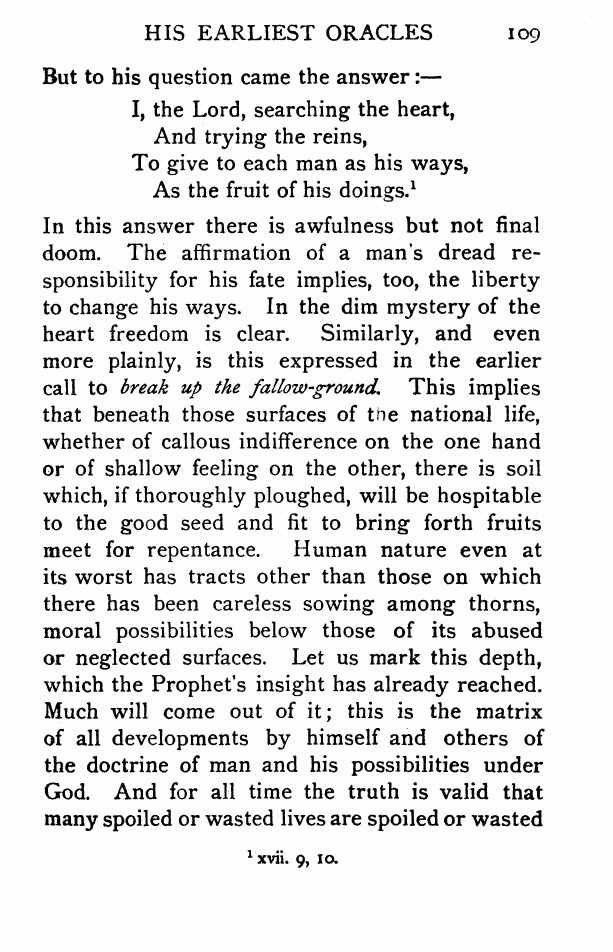 HIS EARLIEST ORACLES 109
But to his question came the answer :—
I, the Lord, searching the heart,
And trying the reins,
To give to each man as his ways,
As the fruit of his doings.¹
In this answer there is awfulness but not final
doom. The affirmation of a man's dread re-
sponsibility for his fate implies, too, the liberty
to change his ways. In the dim mystery of the
heart freedom is clear. Similarly, and even
more plainly, is this expressed in the earlier
call to break up the fallow-ground. This implies
that beneath those surfaces of the national life,
whether of callous indifference on the one hand
or of shallow feeling on the other, there is soil
which, if thoroughly ploughed, will be hospitable
to the good seed and fit to bring forth fruits
meet for repentance. Human nature even at
its worst has tracts other than those on which
there has been careless sowing among thorns,
moral possibilities below those of its abused
or neglected surfaces. Let us mark this depth,
which the Prophet's insight has already reached.
Much will come out of it; this is the matrix
of all developments by himself and others of
the doctrine of man and his possibilities under
God. And for all time the truth is valid that
many spoiled or wasted lives are spoiled or wasted
¹ xvii. 9, 10.